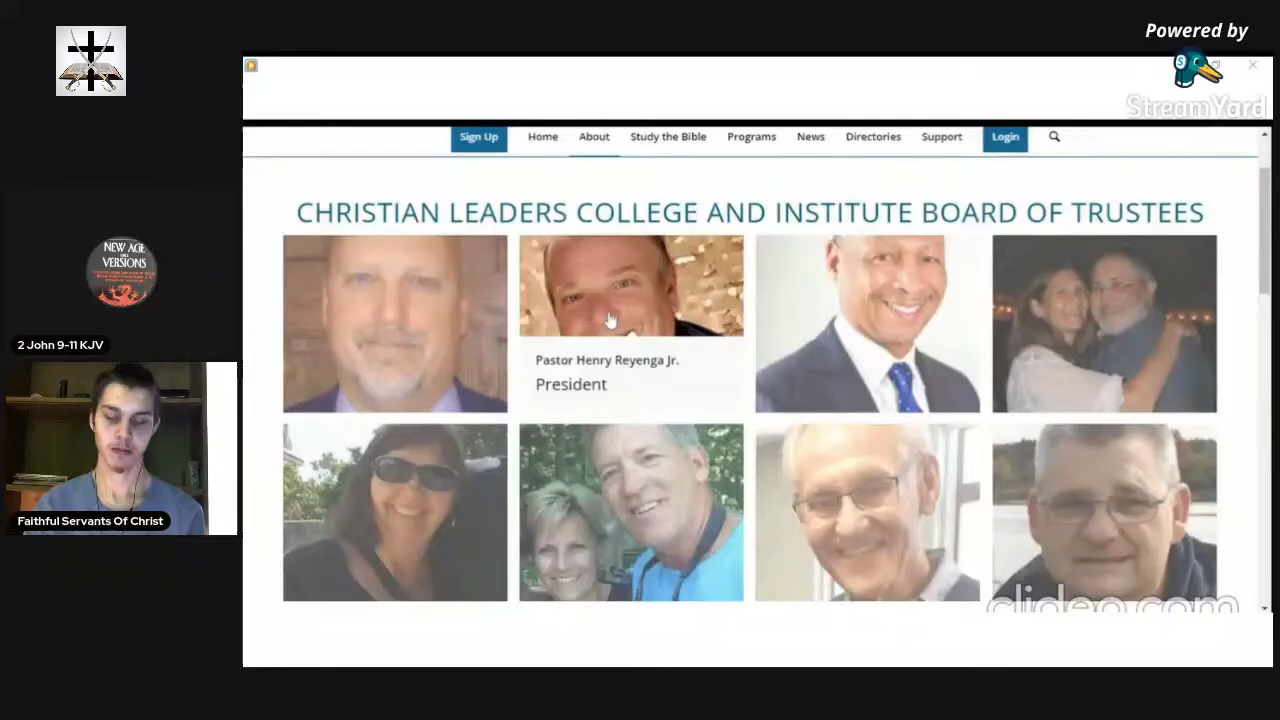 Powered by
StreamYard
Sign Up Home About Study the Bible Programs News Directories Support Login
CHRISTIAN LEADERS COLLEGE AND INSTITUTE BOARD OF TRUSTEES
Pastor Henry Reyenga Jr.
President
NEW AGE
VERSIONS
2 John 9-11 KJV
Faithful Servants Of Christ
clideo.com